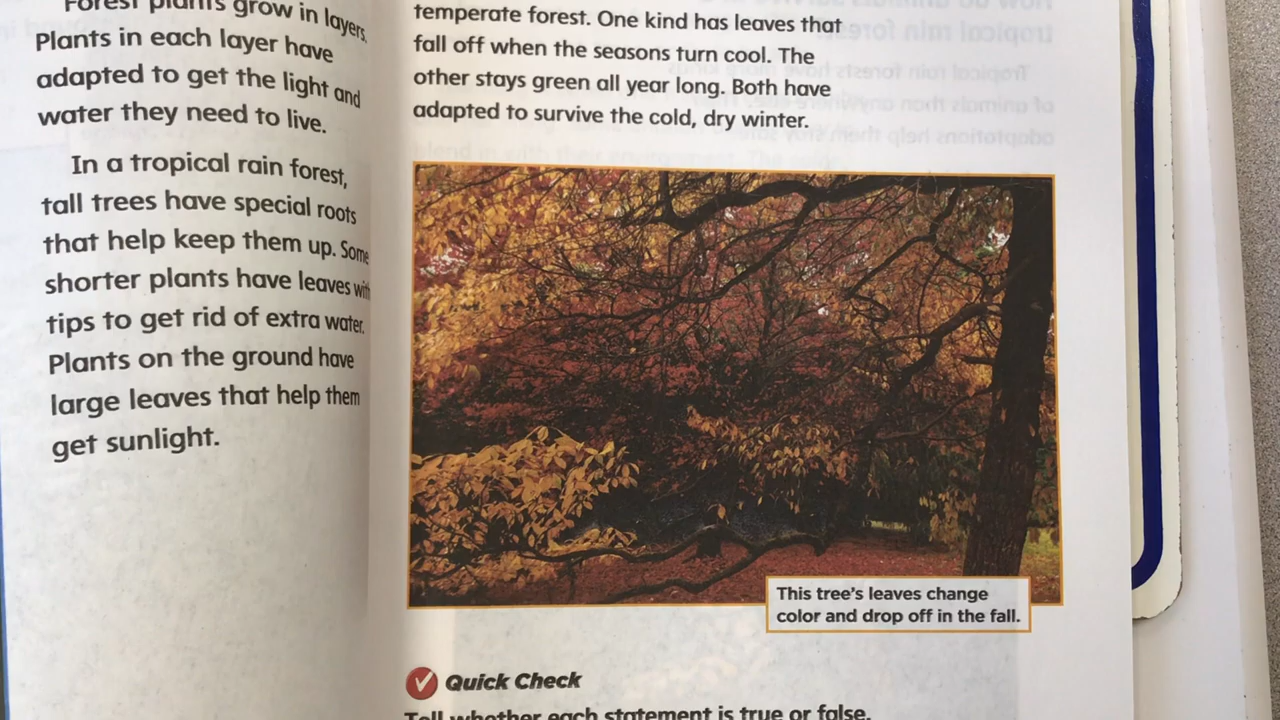 Forest plants grow in layers.
Plants in each layer have
adapted to get the light and
water they need to live.
In a tropical rain forest,
tall trees have special roots
that help keep them up. Some
shorter plants have leaves with
tips to get rid of extra water.
Plants on the ground have
large leaves that help them
get sunlight.
temperate forest. One kind has leaves that
fall off when the seasons turn cool. The
other stays green all year long. Both have
adapted to survive the cold, dry winter.
This tree's leaves change
color and drop off in the fall.
Quick Check
Tell whether each statement is true or false.